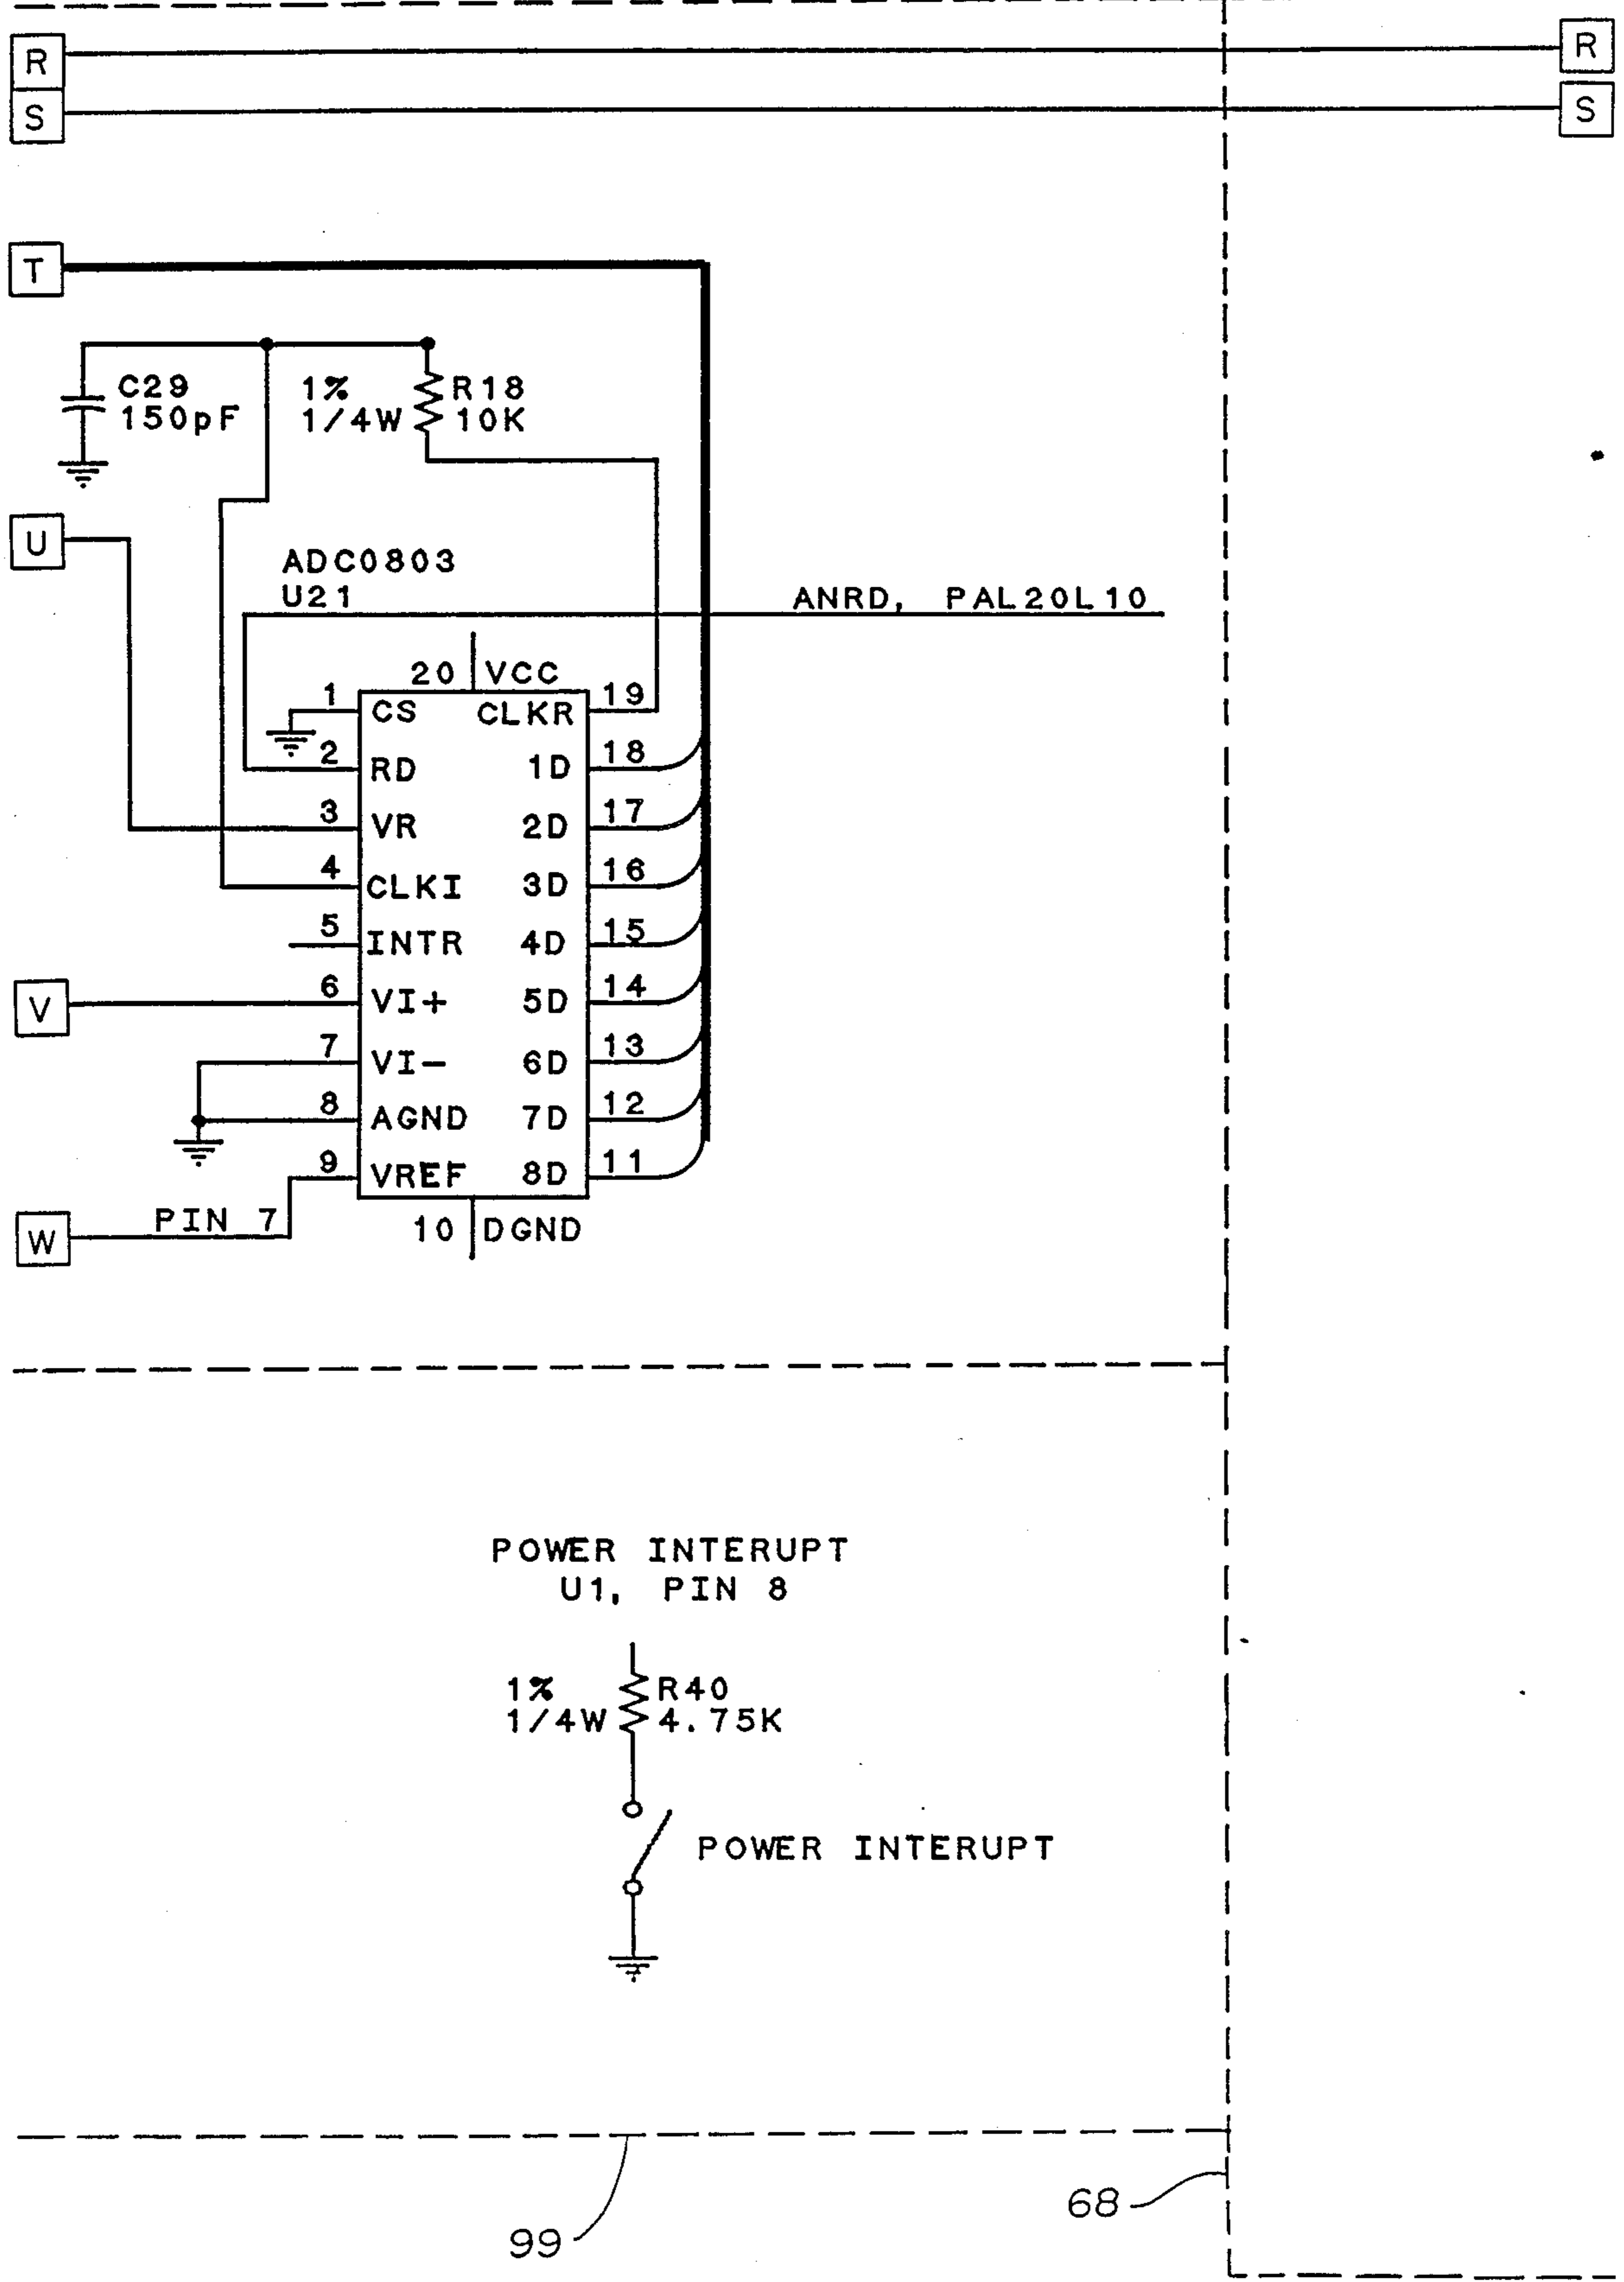 R R
S S
T
C29
150pF
1%
1/4W
R18
10K
U
ADC0803
U21
ANRD, PAL20L10
20 VCC
1 CS CLKR 19
2 RD 1D 18
3 VR 2D 17
4 CLKI 3D 16
5 INTR 4D 15
V 6 VI+ 5D 14
7 VI- 6D 13
8 AGND 7D 12
9 VREF 8D 11
W PIN 7
10 DGND
POWER INTERUPT
U1, PIN 8
1%
1/4W
R40
4.75K
POWER INTERUPT
68
99